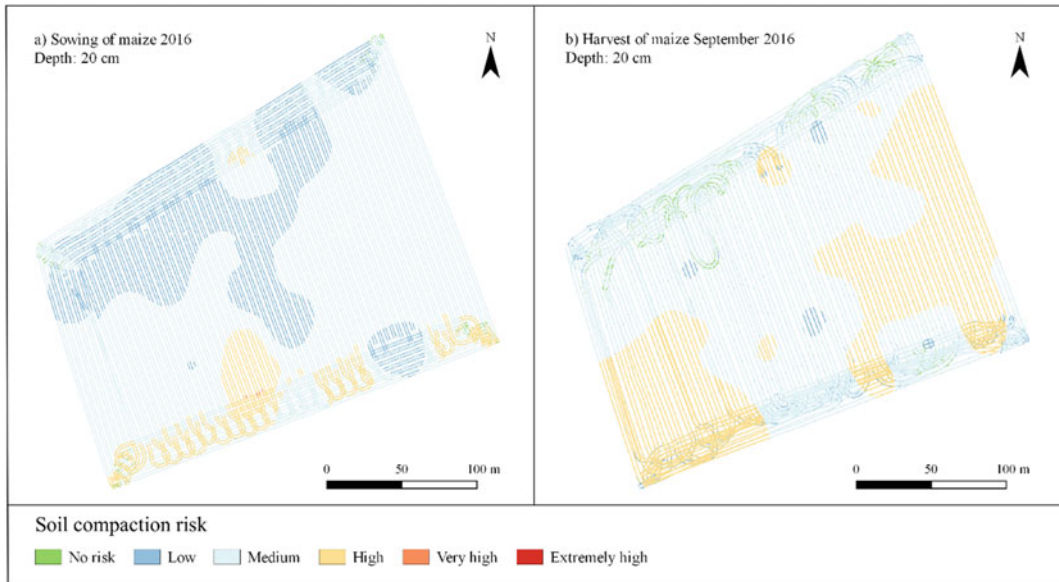 a) Sowing of maize 2016
Depth: 20 cm
N
0 50 100 m
b) Harvest of maize September 2016
Depth: 20 cm
N
0 50 100 m
Soil compaction risk
No risk Low Medium High Very high Extremely high